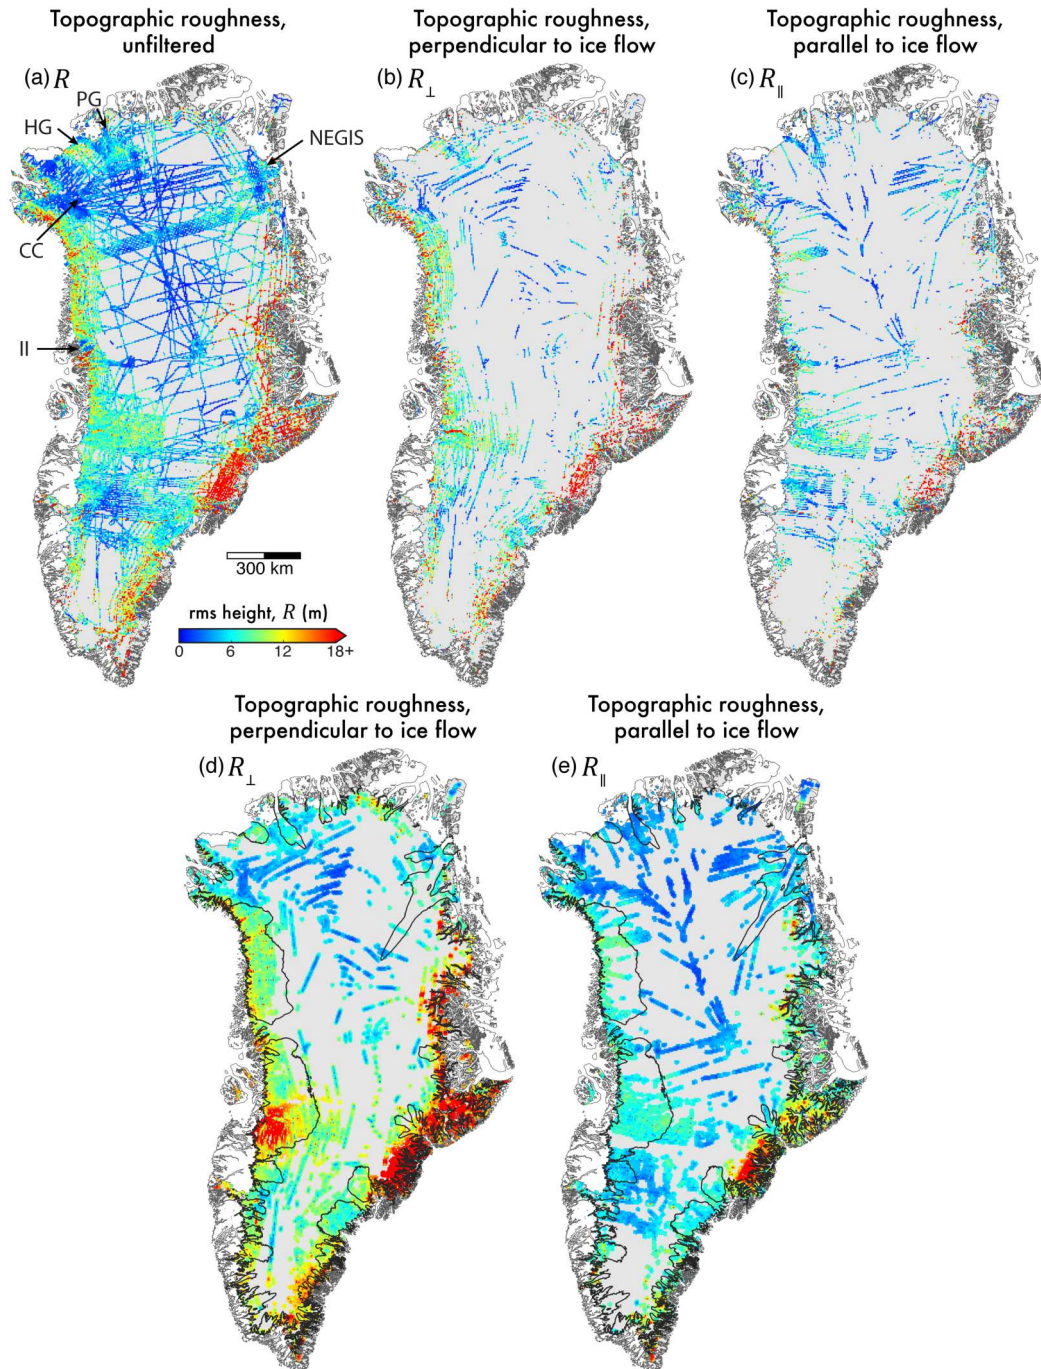 Topographic roughness,
unfiltered
Topographic roughness,
perpendicular to ice flow
Topographic roughness,
parallel to ice flow
(a) R
(b) R⊥
(c) R∥
PG
HG
NEGIS
CC
II
300 km
rms height, R (m)
0 6 12 18+
Topographic roughness,
perpendicular to ice flow
Topographic roughness,
parallel to ice flow
(d) R⊥
(e) R∥